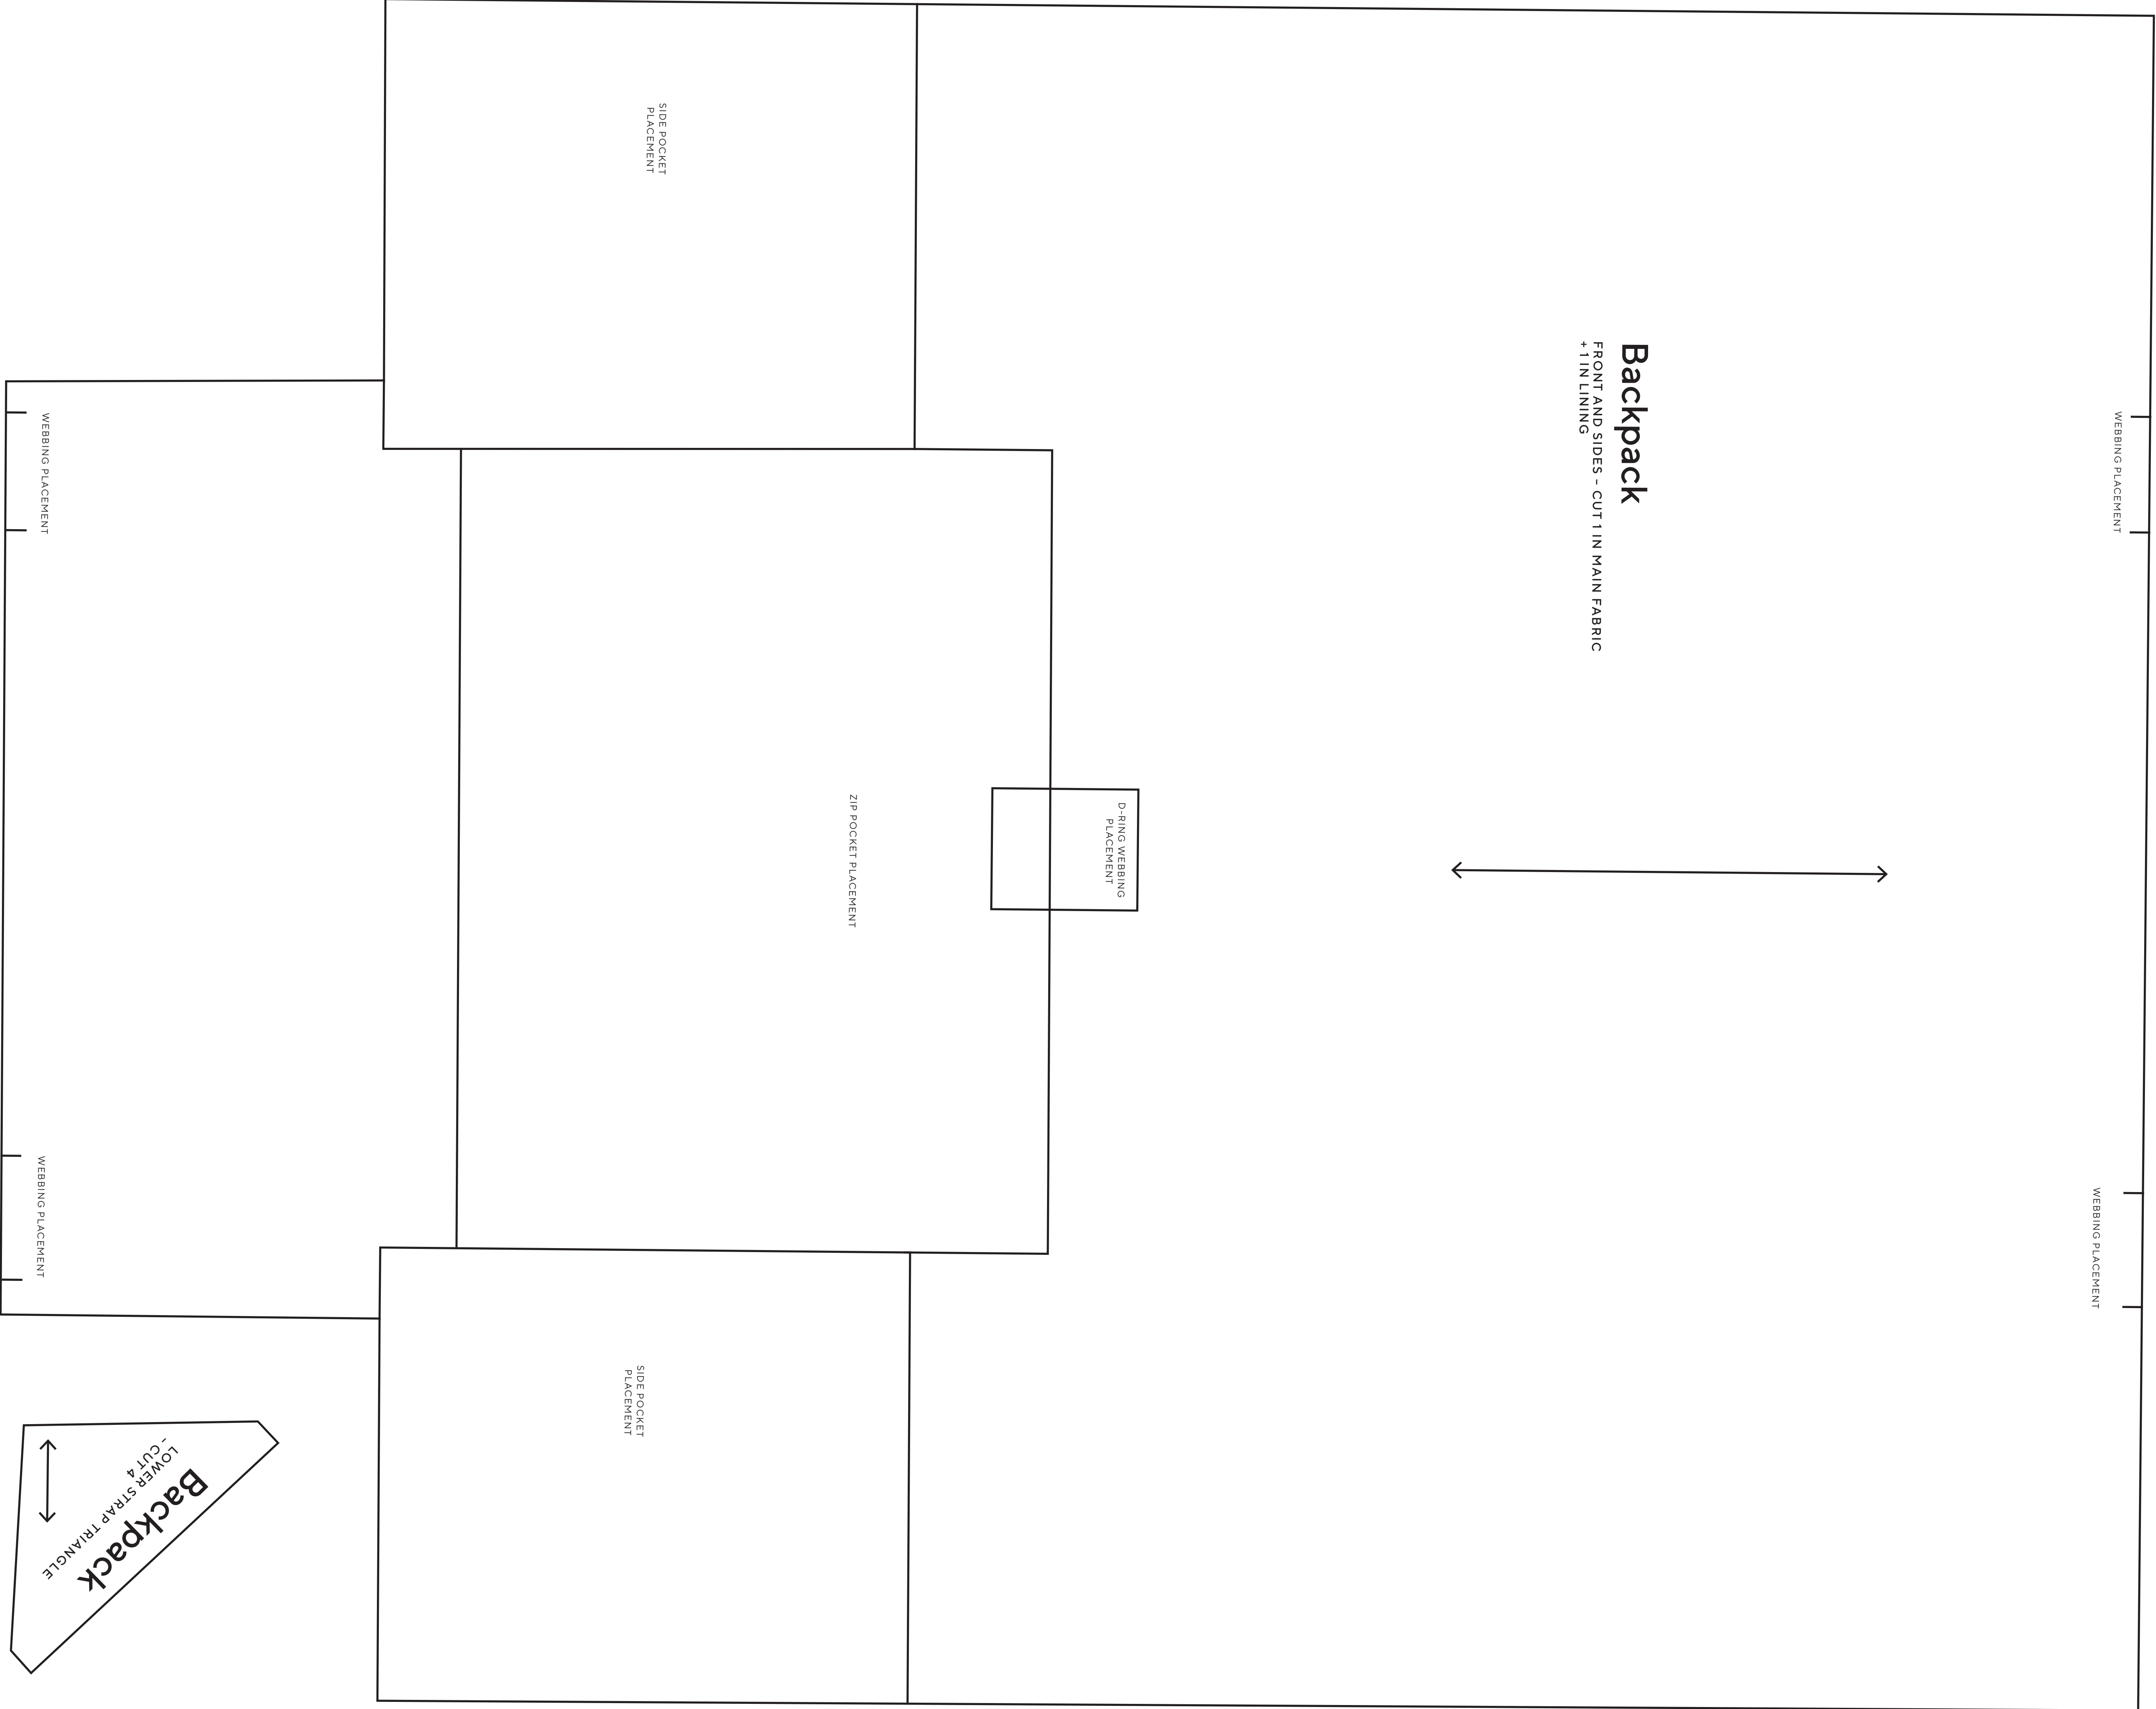 SIDE POCKET
PLACEMENT
Backpack
FRONT AND SIDES – CUT 1 IN MAIN FABRIC
+ 1 IN LINING
WEBBING PLACEMENT
WEBBING PLACEMENT
D-RING WEBBING
PLACEMENT
ZIP POCKET PLACEMENT
WEBBING PLACEMENT
WEBBING PLACEMENT
SIDE POCKET
PLACEMENT
Backpack
LOWER STRAP TRIANGLE
– CUT 4